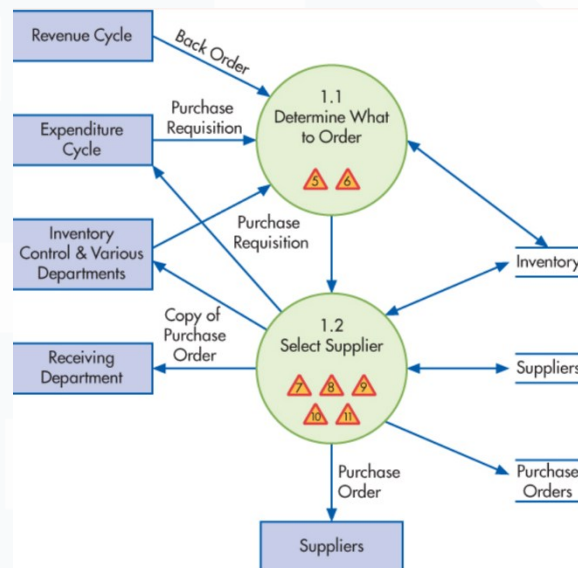 Revenue Cycle
Back Order
Expenditure
Cycle
Purchase
Requisition
1.1
Determine What
to Order
5
6
Inventory
Control & Various
Departments
Purchase
Requisition
Inventory
Copy of
Purchase
Order
Receiving
Department
1.2
Select Supplier
7
8
9
10
11
Suppliers
Purchase
Orders
Purchase
Order
Suppliers